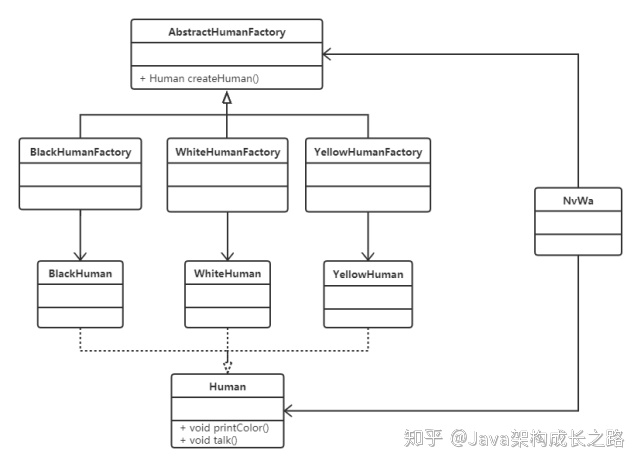 AbstractHumanFactory
+ Human createHuman()
BlackHumanFactory
WhiteHumanFactory
YellowHumanFactory
NvWa
BlackHuman
WhiteHuman
YellowHuman
Human
+ void printColor()
+ void talk()
知乎 @Java架构成长之路